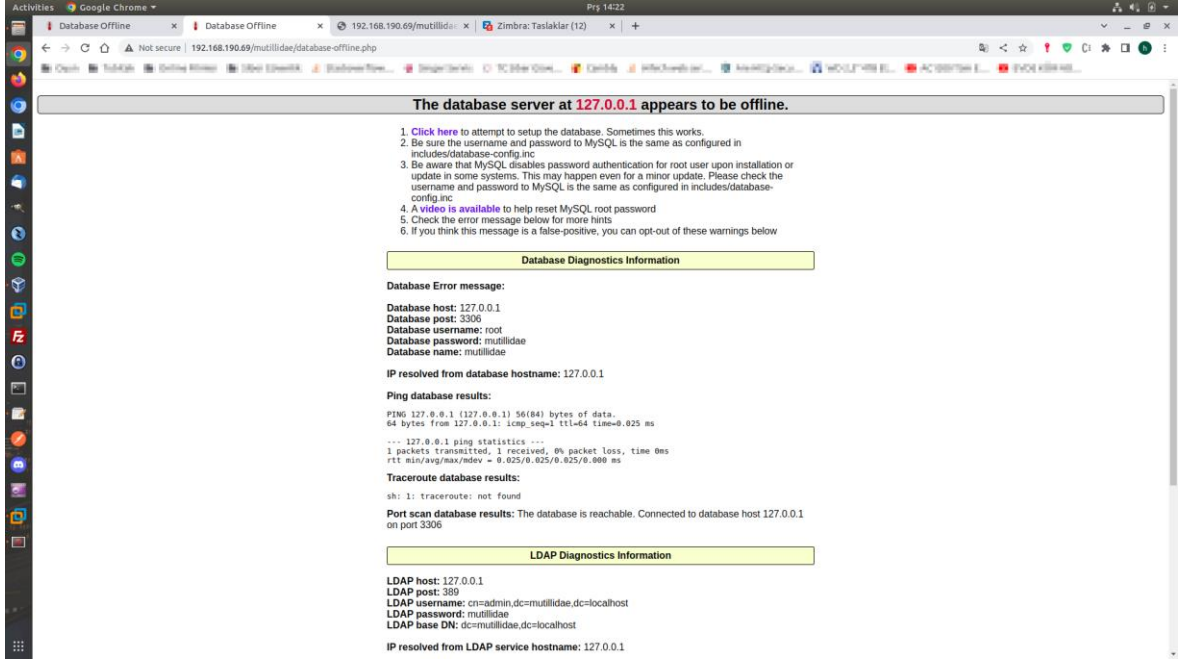 Activities
Google Chrome
Prş 14:22
Database Offline
Database Offline
192.168.190.69/mutillidae
Zimbra: Taslaklar (12)
Not secure | 192.168.190.69/mutillidae/database-offline.php
The database server at 127.0.0.1 appears to be offline.
1. Click here to attempt to setup the database. Sometimes this works.
2. Be sure the username and password to MySQL is the same as configured in
includes/database-config.inc
3. Be aware that MySQL disables password authentication for root user upon installation or
update in some systems. This may happen even for a minor update. Please check the
username and password to MySQL is the same as configured in includes/database-
config.inc
4. A video is available to help reset MySQL root password
5. Check the error message below for more hints
6. If you think this message is a false-positive, you can opt-out of these warnings below
Database Diagnostics Information
Database Error message:
Database host: 127.0.0.1
Database post: 3306
Database username: root
Database password: mutillidae
Database name: mutillidae
IP resolved from database hostname: 127.0.0.1
Ping database results:
PING 127.0.0.1 (127.0.0.1) 56(84) bytes of data.
64 bytes from 127.0.0.1: icmp_seq=1 ttl=64 time=0.025 ms
--- 127.0.0.1 ping statistics ---
1 packets transmitted, 1 received, 0% packet loss, time 0ms
rtt min/avg/max/mdev = 0.025/0.025/0.025/0.000 ms
Traceroute database results:
sh: 1: traceroute: not found
Port scan database results: The database is reachable. Connected to database host 127.0.0.1
on port 3306
LDAP Diagnostics Information
LDAP host: 127.0.0.1
LDAP post: 389
LDAP username: cn=admin,dc=mutillidae,dc=localhost
LDAP password: mutillidae
LDAP base DN: dc=mutillidae,dc=localhost
IP resolved from LDAP service hostname: 127.0.0.1